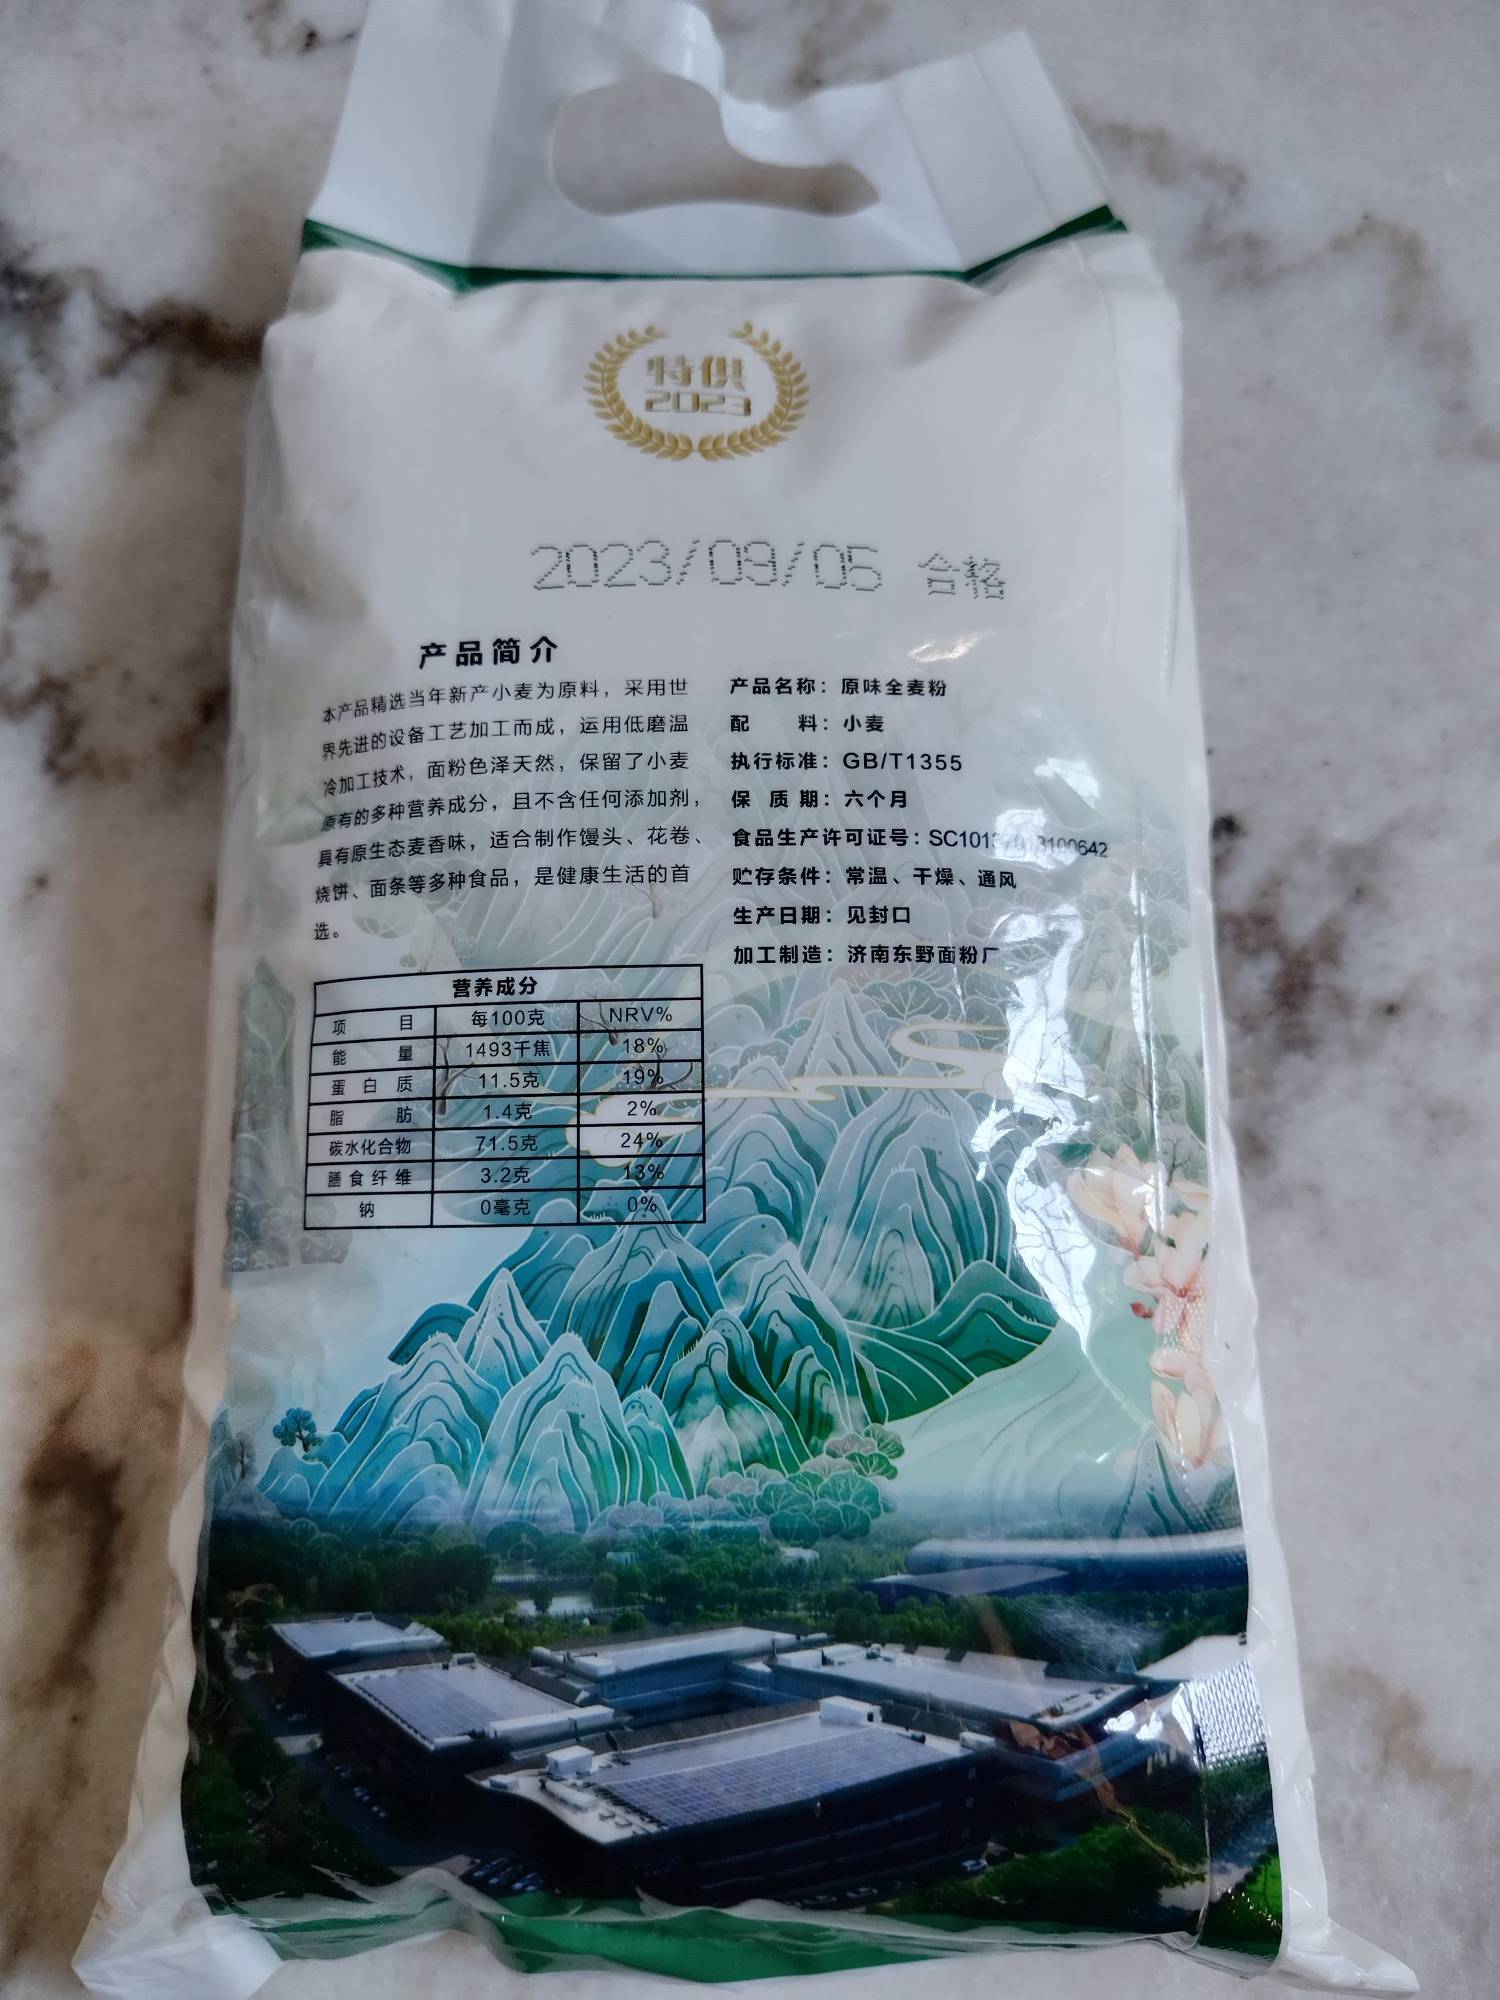 特供
2023
2023/09/05 合格
产品简介
本产品精选当年新产小麦为原料，采用世
界先进的设备工艺加工而成，运用低磨温
冷加工技术，面粉色泽天然，保留了小麦
原有的多种营养成分，且不含任何添加剂，
具有原生态麦香味，适合制作馒头、花卷、
烧饼、面条等多种食品，是健康生活的首
选。
产品名称：原味全麦粉
配 料：小麦
执行标准：GB/T1355
保 质 期：六个月
食品生产许可证号：
贮存条件：常温、干燥、通风
生产日期：见封口
加工制造：济南东野面粉厂
营养成分
项 目 每100克 NRV%
能 量 1493千焦 18%
蛋 白 质 11.5克 19%
脂 肪 1.4克 2%
碳水化合物 71.5克 24%
膳食纤维 3.2克 13%
钠 0毫克 0%